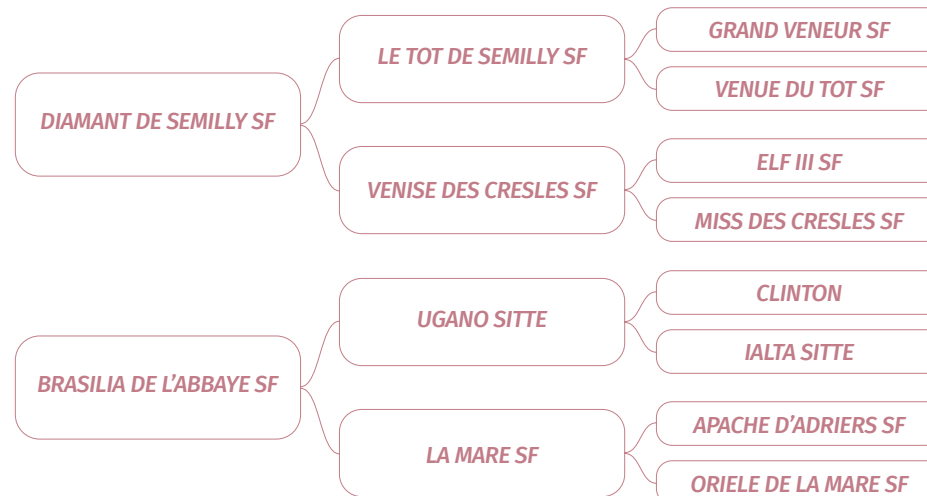 GRAND VENEUR SF
LE TOT DE SEMILLY SF
VENUE DU TOT SF
DIAMANT DE SEMILLY SF
ELF III SF
VENISE DES CRESLES SF
MISS DES CRESLES SF
CLINTON
UGANO SITTE
IALTA SITTE
BRASILIA DE L’ABBAYE SF
APACHE D’ADRIERS SF
LA MARE SF
ORIELE DE LA MARE SF